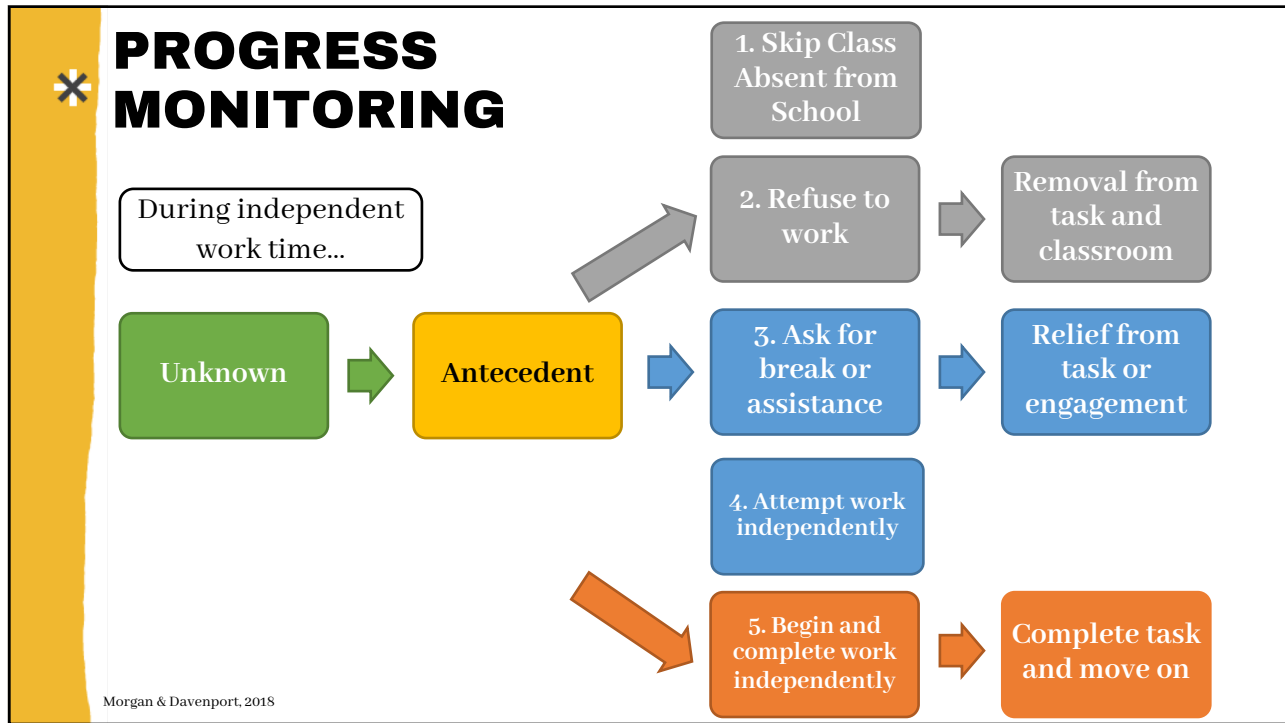 PROGRESS
MONITORING
During independent
work time...
Unknown
Antecedent
1. Skip Class
Absent from
School
2. Refuse to
work
Removal from
task and
classroom
3. Ask for
break or
assistance
Relief from
task or
engagement
4. Attempt work
independently
5. Begin and
complete work
independently
Complete task
and move on
Morgan & Davenport, 2018